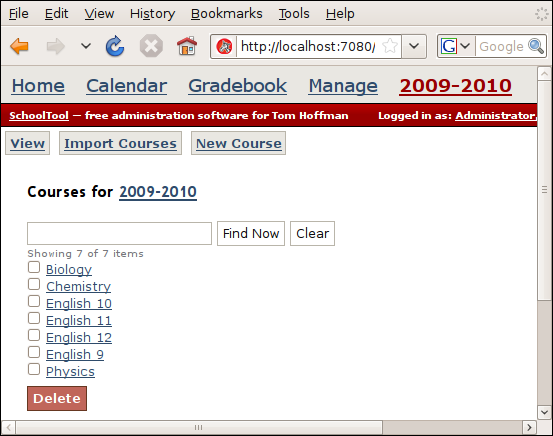 File Edit View History Bookmarks Tools Help
http://localhost:7080/ G Google
Home Calendar Gradebook Manage 2009-2010
SchoolTool — free administration software for Tom Hoffman Logged in as: Administrator,
View Import Courses New Course
Courses for 2009-2010
Find Now Clear
Showing 7 of 7 items
Biology
Chemistry
English 10
English 11
English 12
English 9
Physics
Delete